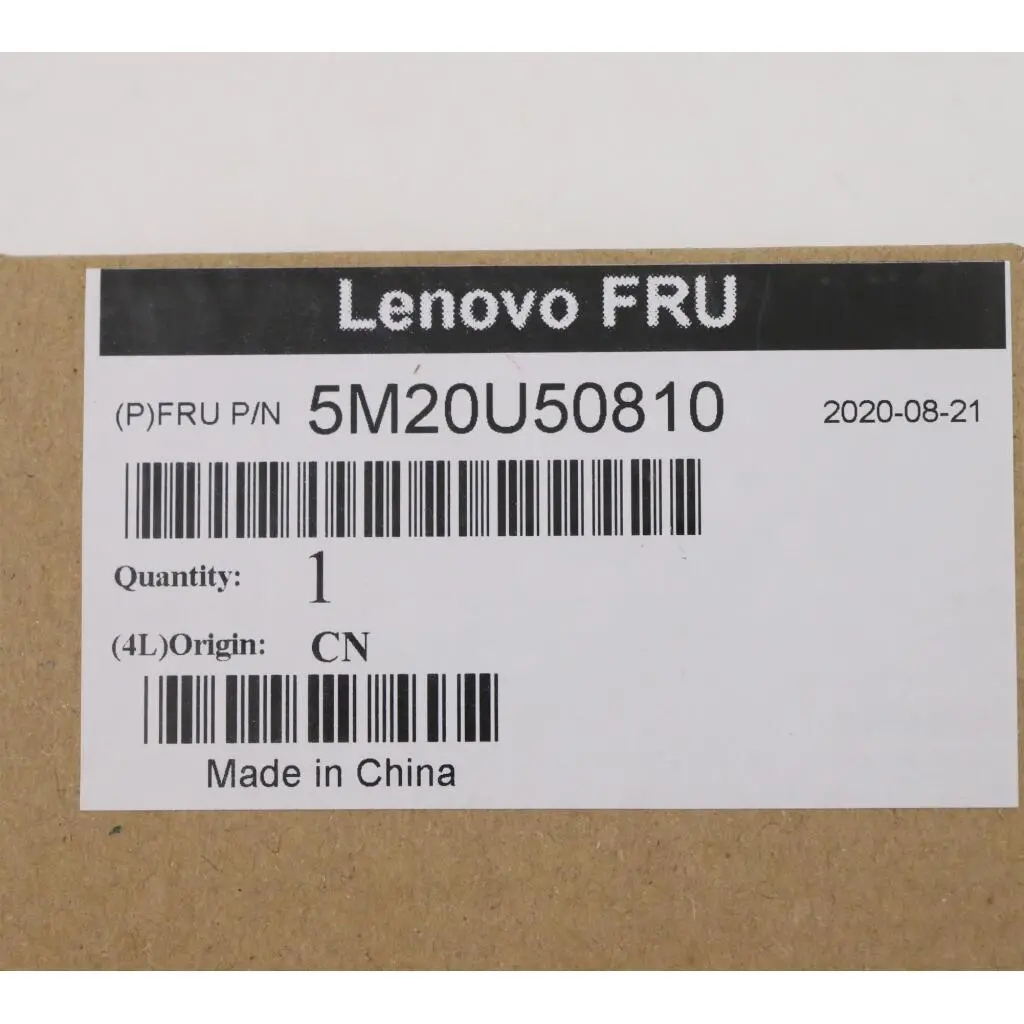 Lenovo FRU
(P)FRU P/N 5M20U50810 2020-08-21
Quantity: 1
(4L)Origin: CN
Made in China